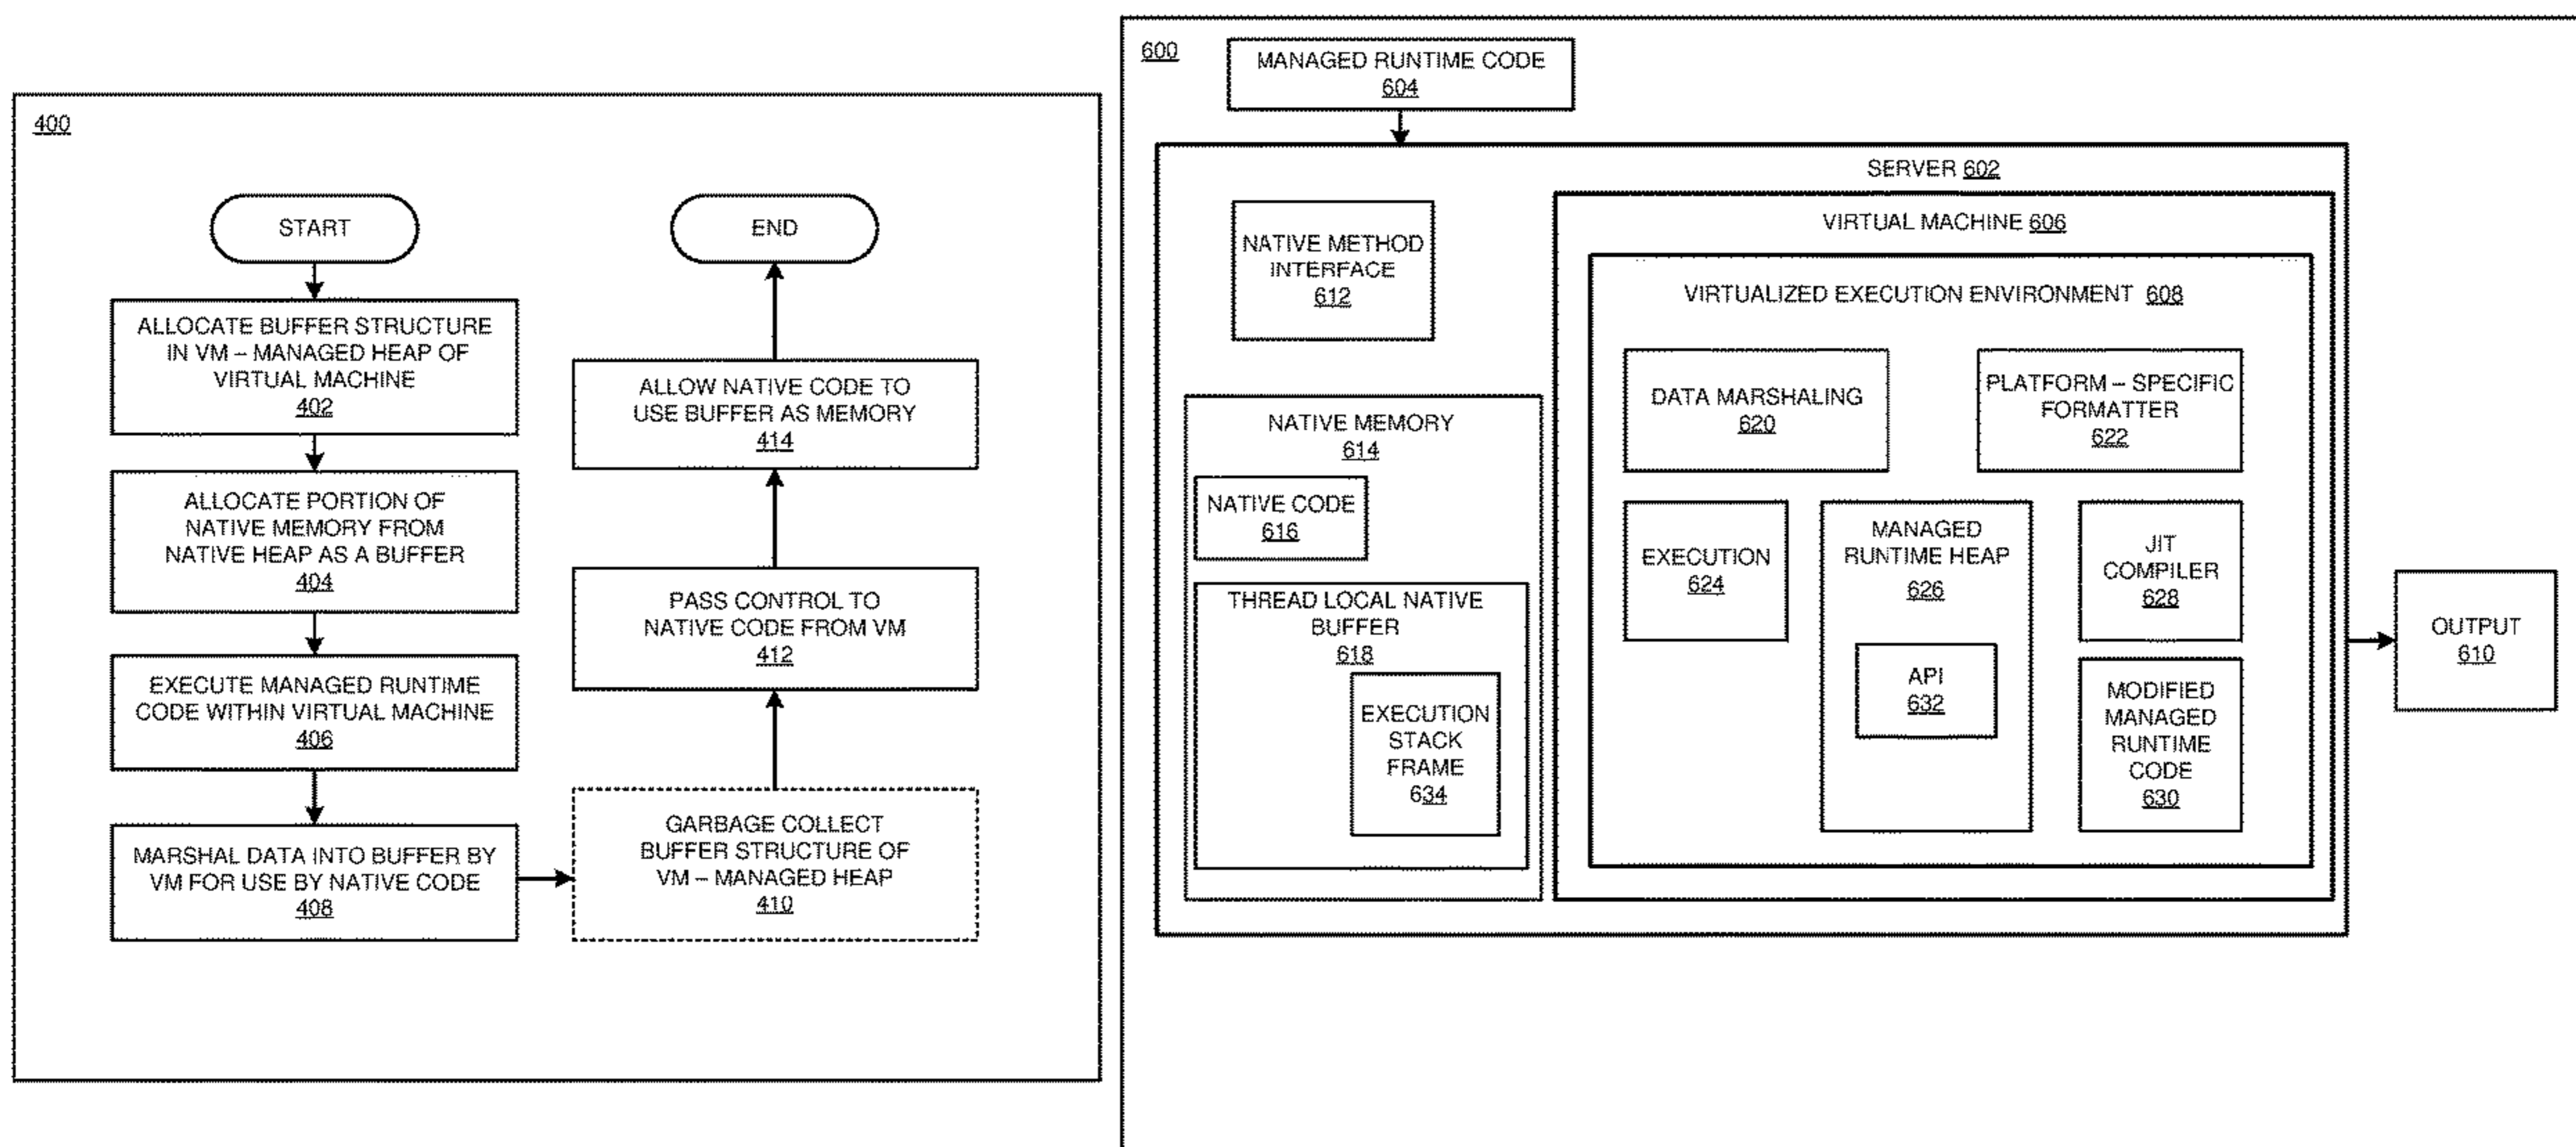 400
START
ALLOCATE BUFFER STRUCTURE
IN VM – MANAGED HEAP OF
VIRTUAL MACHINE
402
ALLOCATE PORTION OF
NATIVE MEMORY FROM
NATIVE HEAP AS A BUFFER
404
EXECUTE MANAGED RUNTIME
CODE WITHIN VIRTUAL MACHINE
406
MARSHAL DATA INTO BUFFER BY
VM FOR USE BY NATIVE CODE
408
GARBAGE COLLECT
BUFFER STRUCTURE OF
VM – MANAGED HEAP
410
PASS CONTROL TO
NATIVE CODE FROM VM
412
ALLOW NATIVE CODE TO
USE BUFFER AS MEMORY
414
END
600
MANAGED RUNTIME CODE
604
SERVER 602
NATIVE METHOD
INTERFACE
612
NATIVE MEMORY
614
NATIVE CODE
616
THREAD LOCAL NATIVE
BUFFER
618
EXECUTION
STACK
FRAME
634
VIRTUAL MACHINE 606
VIRTUALIZED EXECUTION ENVIRONMENT 608
DATA MARSHALING
620
PLATFORM – SPECIFIC
FORMATTER
622
EXECUTION
624
MANAGED
RUNTIME HEAP
626
API
632
JIT
COMPILER
628
MODIFIED
MANAGED
RUNTIME
CODE
630
OUTPUT
610